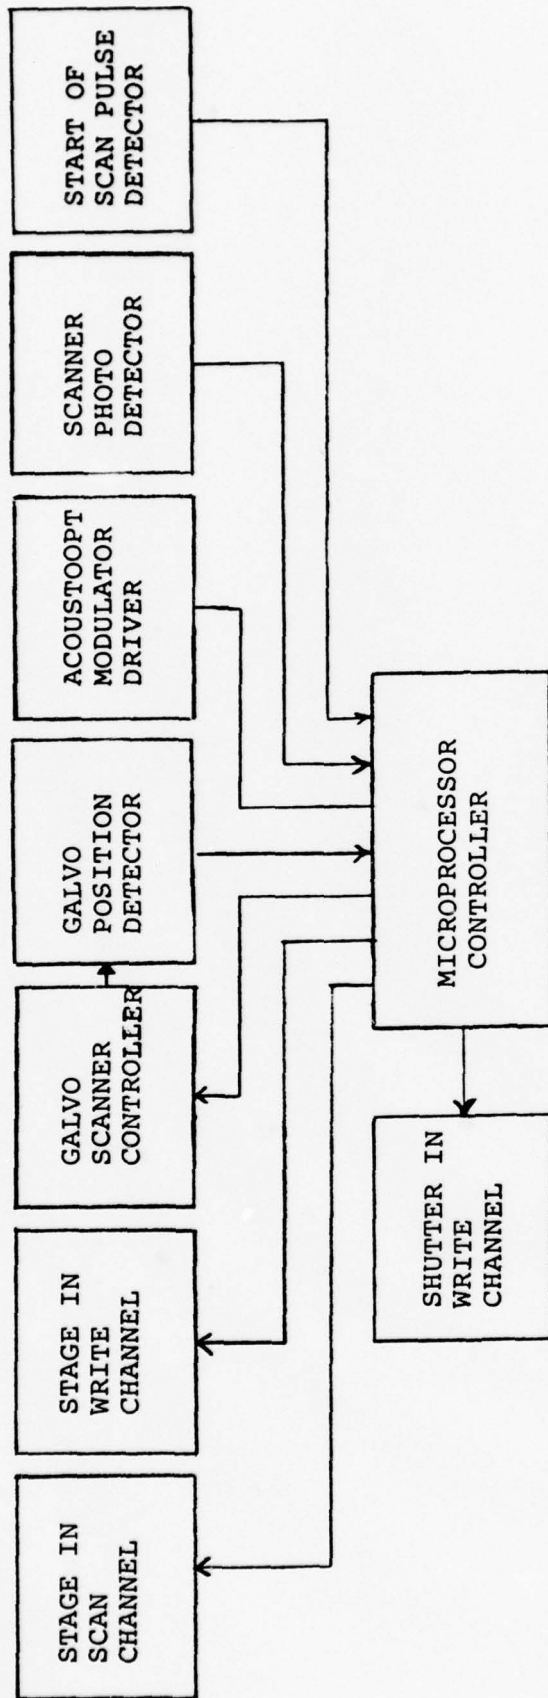 STAGE IN
SCAN
CHANNEL
STAGE IN
WRITE
CHANNEL
GALVO
SCANNER
CONTROLLER
GALVO
POSITION
DETECTOR
ACOUSTOOPT
MODULATOR
DRIVER
SCANNER
PHOTO
DETECTOR
START OF
SCAN PULSE
DETECTOR
SHUTTER IN
WRITE
CHANNEL
MICROPROCESSOR
CONTROLLER